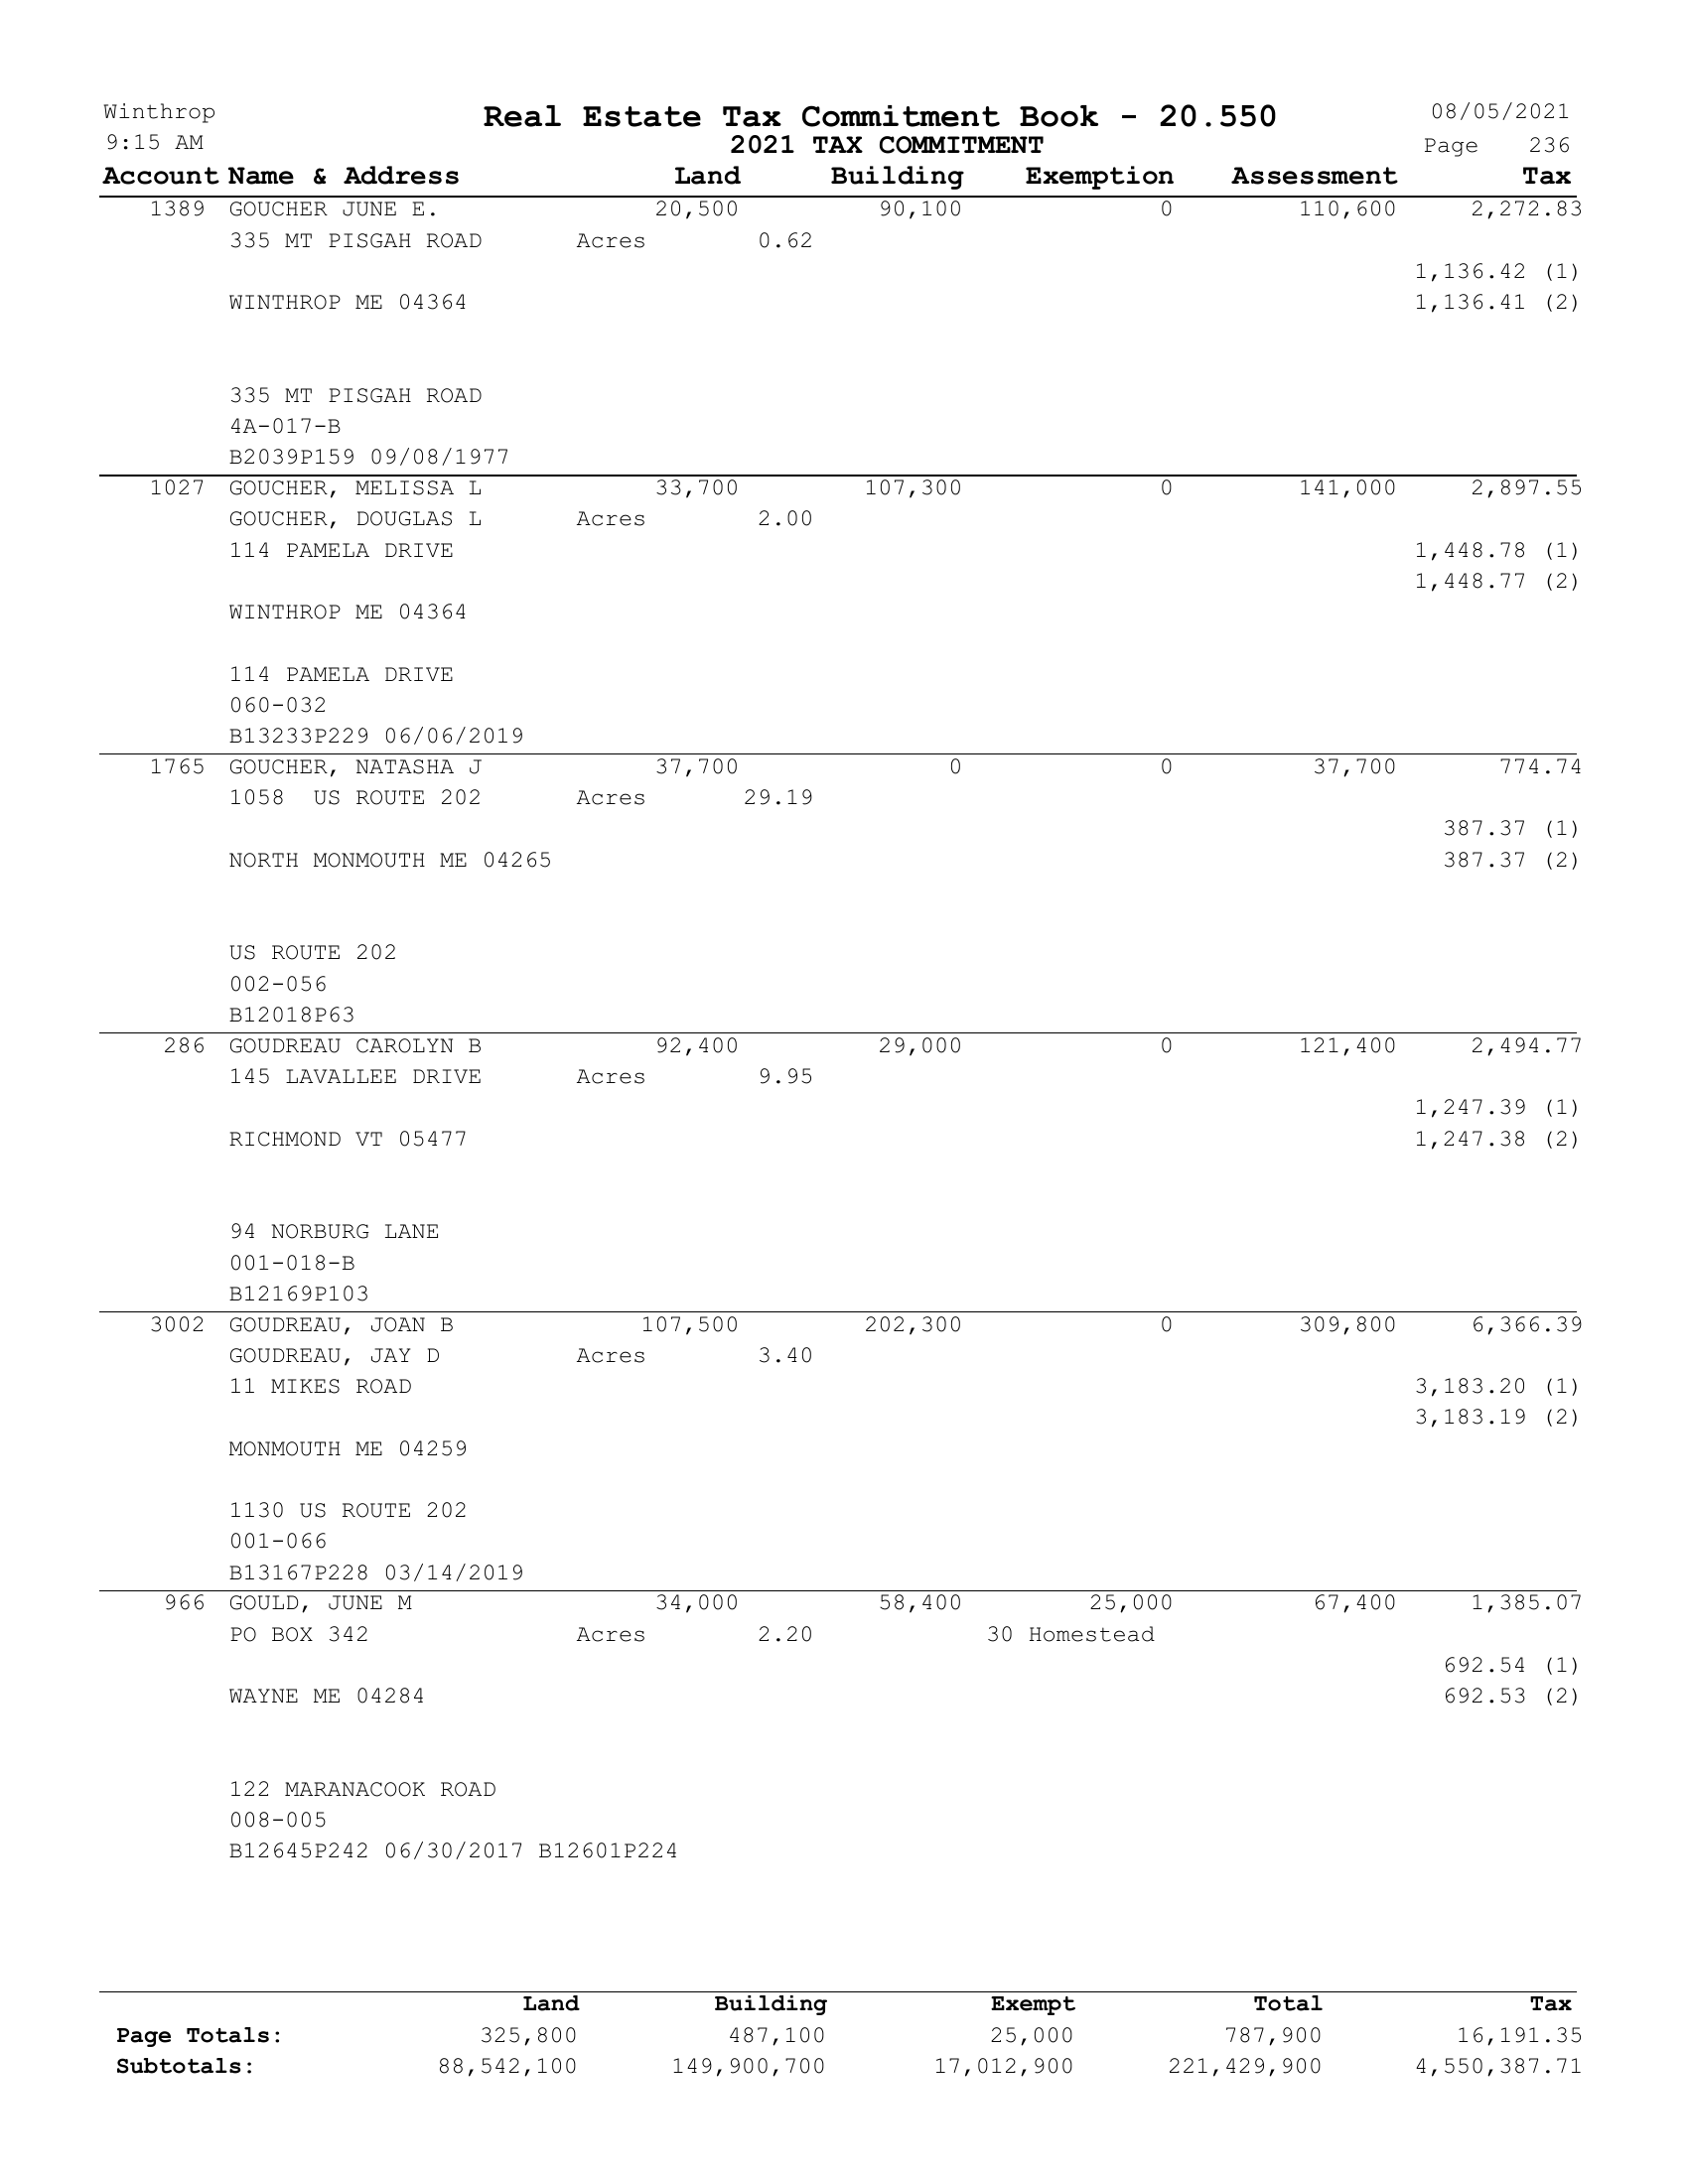 Winthrop Real Estate Tax Commitment Book - 20.550 08/05/2021
9:15 AM 2021 TAX COMMITMENT Page 236
Account Name & Address Land Building Exemption Assessment Tax
1389 GOUCHER JUNE E. 20,500 90,100 0 110,600 2,272.83
335 MT PISGAH ROAD Acres 0.62
1,136.42 (1)
WINTHROP ME 04364 1,136.41 (2)
335 MT PISGAH ROAD
4A-017-B
B2039P159 09/08/1977
1027 GOUCHER, MELISSA L 33,700 107,300 0 141,000 2,897.55
GOUCHER, DOUGLAS L Acres 2.00
114 PAMELA DRIVE 1,448.78 (1)
1,448.77 (2)
WINTHROP ME 04364
114 PAMELA DRIVE
060-032
B13233P229 06/06/2019
1765 GOUCHER, NATASHA J 37,700 0 0 37,700 774.74
1058 US ROUTE 202 Acres 29.19
387.37 (1)
NORTH MONMOUTH ME 04265 387.37 (2)
US ROUTE 202
002-056
B12018P63
286 GOUDREAU CAROLYN B 92,400 29,000 0 121,400 2,494.77
145 LAVALLEE DRIVE Acres 9.95
1,247.39 (1)
RICHMOND VT 05477 1,247.38 (2)
94 NORBURG LANE
001-018-B
B12169P103
3002 GOUDREAU, JOAN B 107,500 202,300 0 309,800 6,366.39
GOUDREAU, JAY D Acres 3.40
11 MIKES ROAD 3,183.20 (1)
3,183.19 (2)
MONMOUTH ME 04259
1130 US ROUTE 202
001-066
B13167P228 03/14/2019
966 GOULD, JUNE M 34,000 58,400 25,000 67,400 1,385.07
PO BOX 342 Acres 2.20 30 Homestead
692.54 (1)
WAYNE ME 04284 692.53 (2)
122 MARANACOOK ROAD
008-005
B12645P242 06/30/2017 B12601P224
Land Building Exempt Total Tax
Page Totals: 325,800 487,100 25,000 787,900 16,191.35
Subtotals: 88,542,100 149,900,700 17,012,900 221,429,900 4,550,387.71